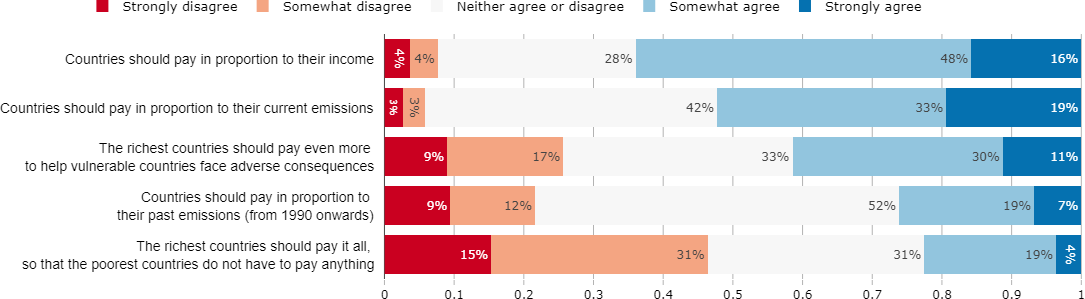 Strongly disagree Somewhat disagree Neither agree or disagree Somewhat agree Strongly agree
Countries should pay in proportion to their income 4% 4% 28% 48% 16%
Countries should pay in proportion to their current emissions 3% 3% 42% 33% 19%
The richest countries should pay even more
to help vulnerable countries face adverse consequences 9% 17% 33% 30% 11%
Countries should pay in proportion to
their past emissions (from 1990 onwards) 9% 12% 52% 19% 7%
The richest countries should pay it all,
so that the poorest countries do not have to pay anything 15% 31% 31% 19% 4%
0 0.1 0.2 0.3 0.4 0.5 0.6 0.7 0.8 0.9 1